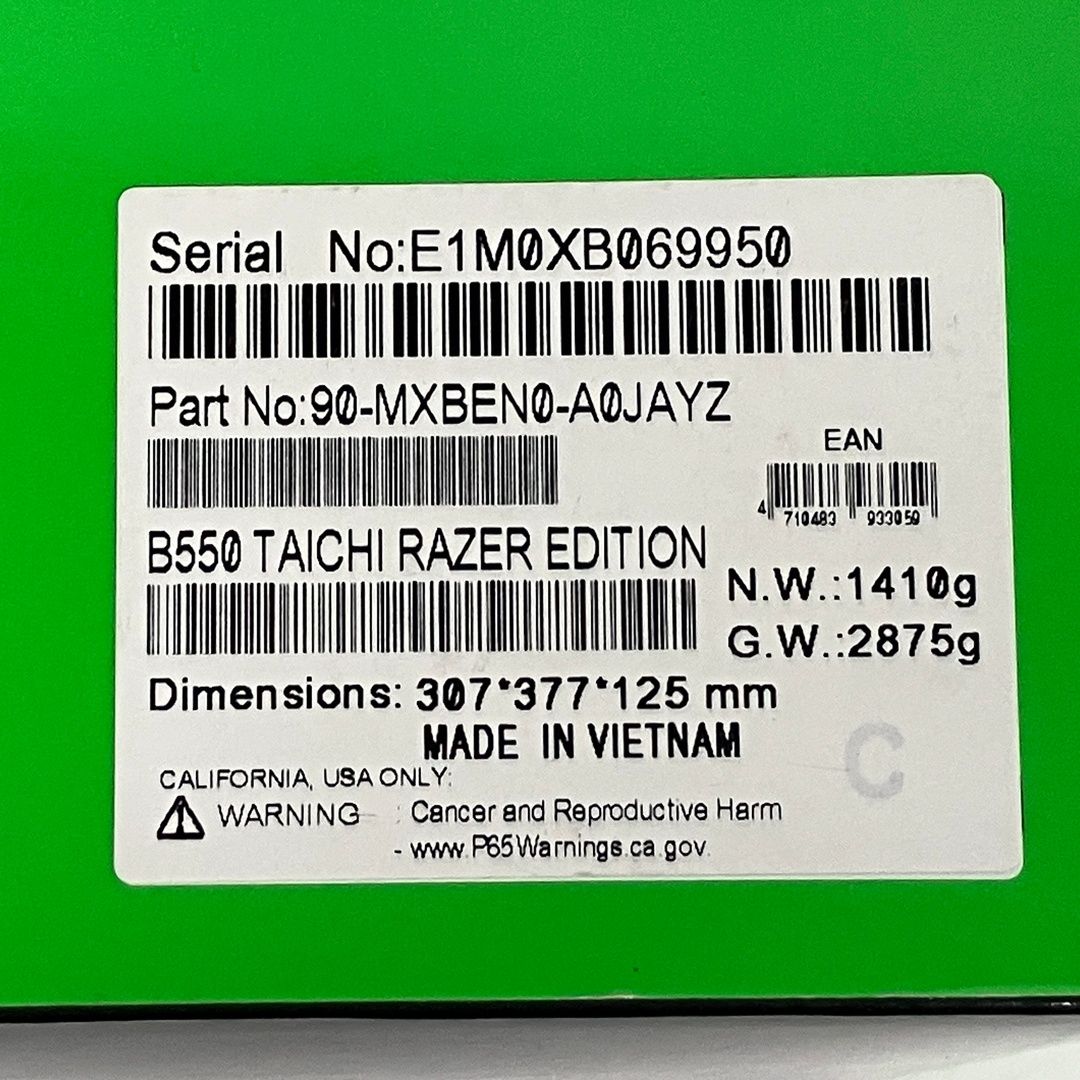 Serial No:E1M0XB069950
Part No:90-MXBEN0-A0JAYZ
EAN
4 710483 933059
B550 TAICHI RAZER EDITION
N.W.:1410g
G.W.:2875g
Dimensions: 307*377*125 mm
MADE IN VIETNAM
C
CALIFORNIA, USA ONLY:
WARNING : Cancer and Reproductive Harm
- www.P65Warnings.ca.gov.